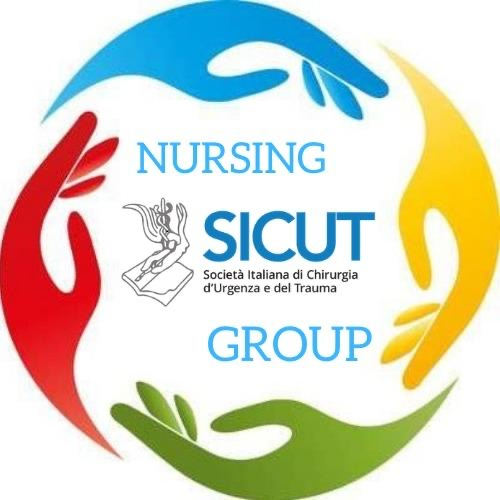 NURSING
SICUT
Società Italiana di Chirurgia
d'Urgenza e del Trauma
GROUP